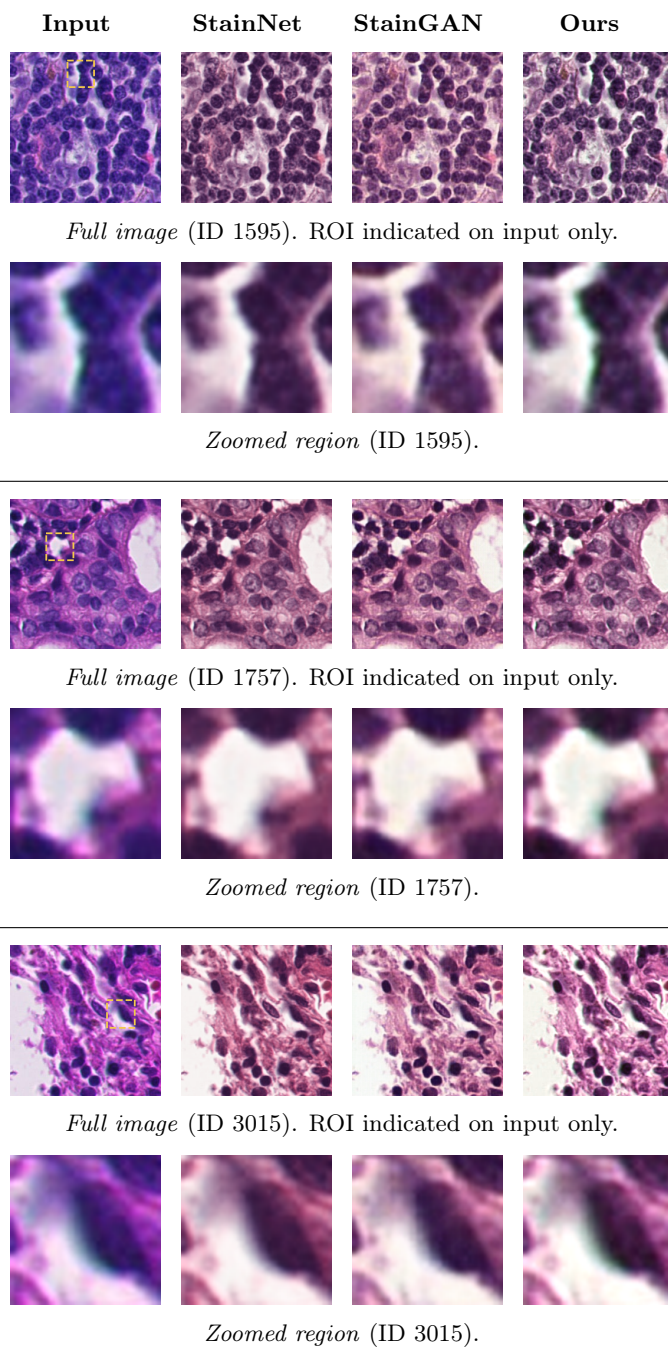 Input StainNet StainGAN Ours
Full image (ID 1595). ROI indicated on input only.
Zoomed region (ID 1595).
Full image (ID 1757). ROI indicated on input only.
Zoomed region (ID 1757).
Full image (ID 3015). ROI indicated on input only.
Zoomed region (ID 3015).